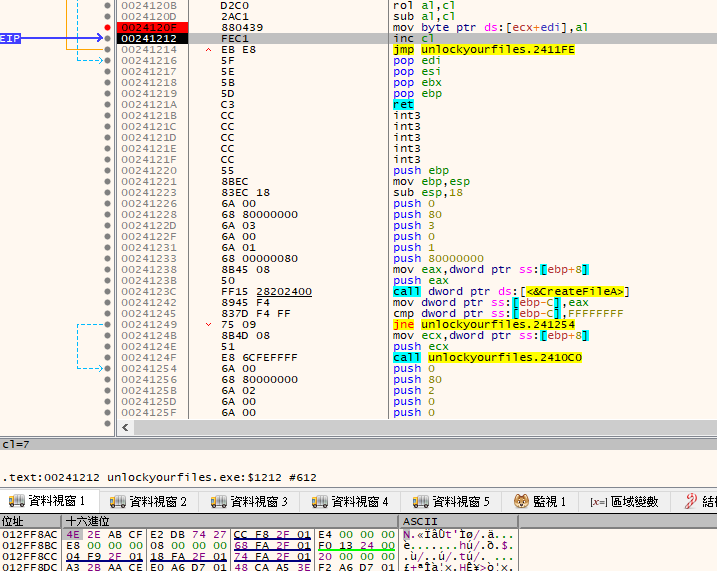 0024120B D2C0 rol al,cl
0024120D 2AC1 sub al,cl
0024120F 880439 mov byte ptr ds:[ecx+edi],al
EIP 00241212 FEC1 inc cl
00241214 EB E8 jmp unlockyourfiles.2411FE
00241216 5F pop edi
00241217 5E pop esi
00241218 5B pop ebx
00241219 5D pop ebp
0024121A C3 ret
0024121B CC int3
0024121C CC int3
0024121D CC int3
0024121E CC int3
0024121F CC int3
00241220 55 push ebp
00241221 8BEC mov ebp,esp
00241223 83EC 18 sub esp,18
00241226 6A 00 push 0
00241228 68 80000000 push 80
0024122D 6A 03 push 3
0024122F 6A 00 push 0
00241231 6A 01 push 1
00241233 68 00000080 push 80000000
00241238 8B45 08 mov eax,dword ptr ss:[ebp+8]
0024123B 50 push eax
0024123C FF15 28202400 call dword ptr ds:[<&CreateFileA>]
00241242 8945 F4 mov dword ptr ss:[ebp-C],eax
00241245 837D F4 FF cmp dword ptr ss:[ebp-C],FFFFFFFF
00241249 75 09 jne unlockyourfiles.241254
0024124B 8B4D 08 mov ecx,dword ptr ss:[ebp+8]
0024124E 51 push ecx
0024124F E8 6CFEFFFF call unlockyourfiles.2410C0
00241254 6A 00 push 0
00241256 68 80000000 push 80
0024125B 6A 02 push 2
0024125D 6A 00 push 0
0024125F 6A 00 push 0
cl=7
.text:00241212 unlockyourfiles.exe:$1212 #612
資料視窗 1 資料視窗 2 資料視窗 3 資料視窗 4 資料視窗 5 監視 1 [x=] 區域變數
位址 十六進位 ASCII
012FF8AC 4E 2E AB CF E2 DB 74 27 CC F8 2F 01 E4 00 00 00 N.«ÏâÛt'Ìø/.ä...
012FF8BC E8 00 00 00 08 00 00 00 68 FA 2F 01 F0 13 24 00 è.......hú/.ð.$.
012FF8CC 04 F9 2F 01 18 FA 2F 01 74 FA 2F 01 20 00 00 00 .ù/..ú/.tú/. ...
012FF8DC A3 2B AA CE E0 A6 D7 01 48 CA A5 3E F2 A6 D7 01